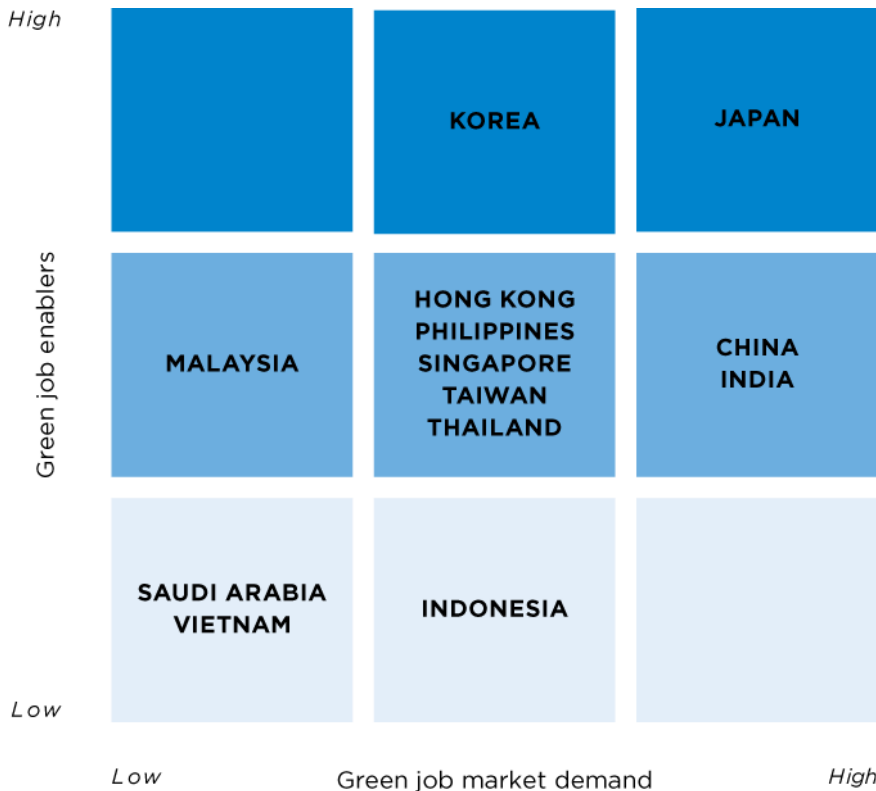 High
KOREA
JAPAN
Green job enablers
MALAYSIA
HONG KONG
PHILIPPINES
SINGAPORE
TAIWAN
THAILAND
CHINA
INDIA
SAUDI ARABIA
VIETNAM
INDONESIA
Low
Low
Green job market demand
High